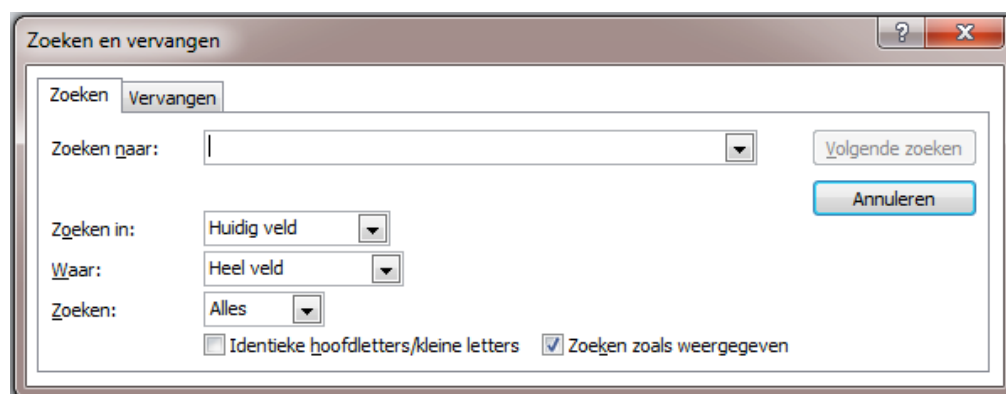 Zoeken en vervangen
Zoeken Vervangen
Zoeken naar: Volgende zoeken
Annuleren
Zoeken in: Huidig veld
Waar: Heel veld
Zoeken: Alles
Identieke hoofdletters/kleine letters Zoeken zoals weergegeven